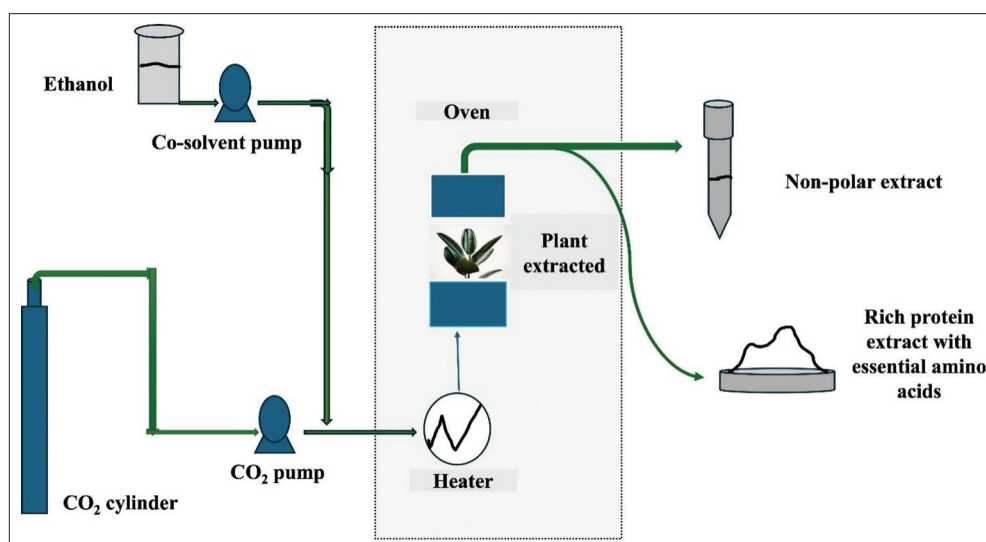 Ethanol
Co-solvent pump
Oven
Non-polar extract
Plant
extracted
Rich protein
extract with
essential amino
acids
CO₂ pump
Heater
CO₂ cylinder